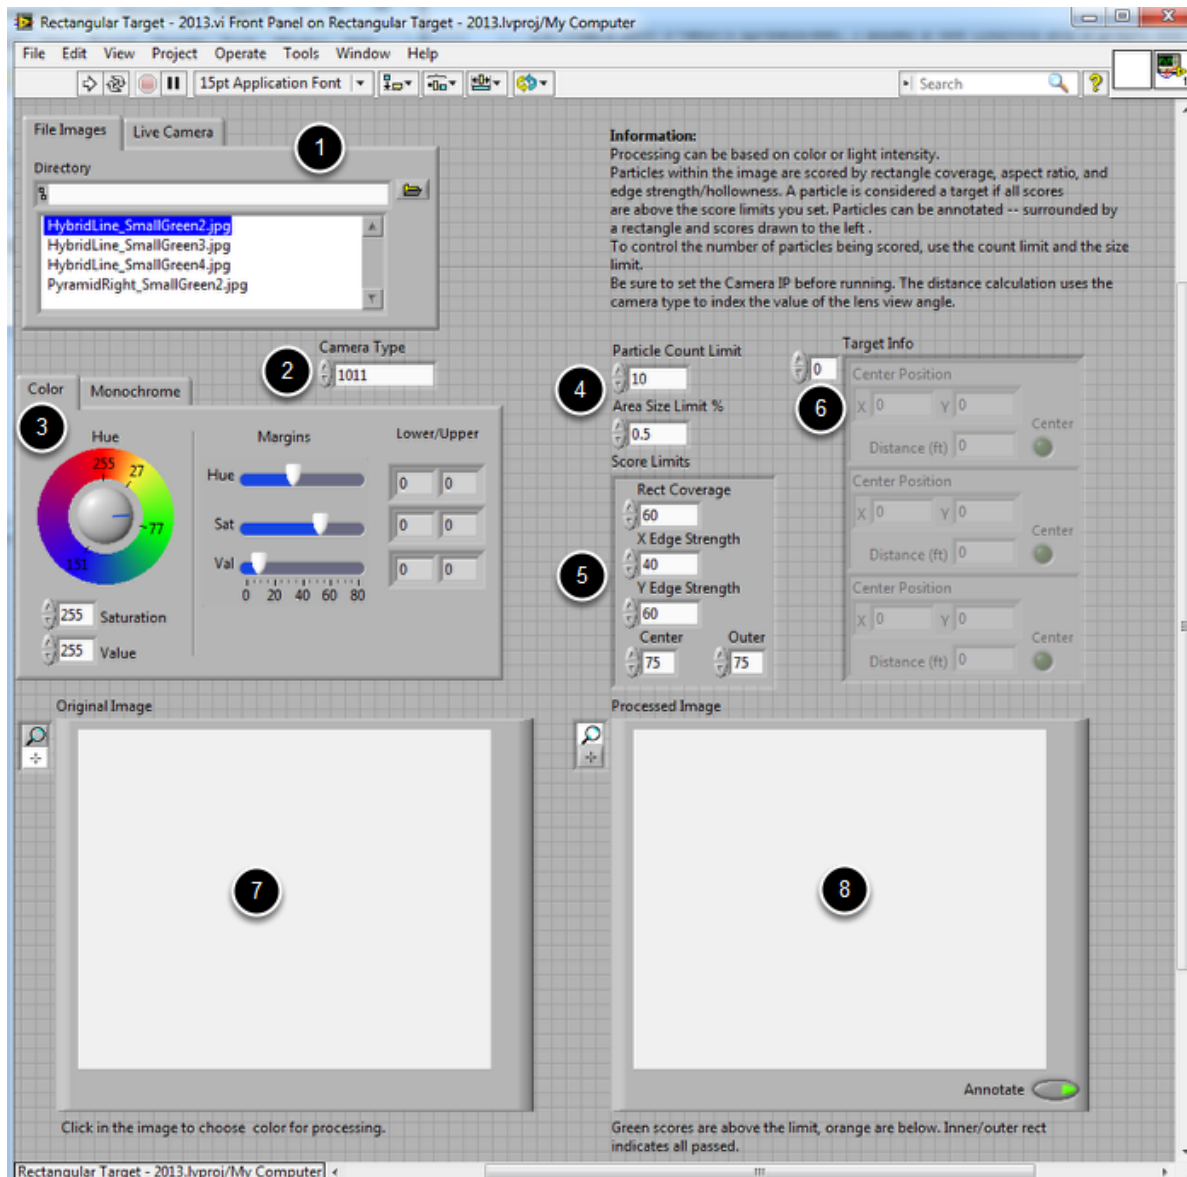 Rectangular Target - 2013.vi Front Panel on Rectangular Target - 2013.lvproj/My Computer
File Edit View Project Operate Tools Window Help
15pt Application Font
Search
File Images Live Camera
1
Directory
HybridLine_SmallGreen2.jpg
HybridLine_SmallGreen3.jpg
HybridLine_SmallGreen4.jpg
PyramidRight_SmallGreen2.jpg
Information:
Processing can be based on color or light intensity.
Particles within the image are scored by rectangle coverage, aspect ratio, and
edge strength/hollowness. A particle is considered a target if all scores
are above the score limits you set. Particles can be annotated -- surrounded by
a rectangle and scores drawn to the left .
To control the number of particles being scored, use the count limit and the size
limit.
Be sure to set the Camera IP before running. The distance calculation uses the
camera type to index the value of the lens view angle.
2
Camera Type
1011
Color Monochrome
3
Hue
255
27
77
151
255 Saturation
255 Value
Margins
Lower/Upper
Hue
0 0
Sat
0 0
Val
0 0
0 20 40 60 80
4
Particle Count Limit
10
Area Size Limit %
0.5
Score Limits
5
Rect Coverage
60
X Edge Strength
40
Y Edge Strength
60
Center Outer
75 75
Target Info
0
6
Center Position
X 0 Y 0
Center
Distance (ft) 0
Center Position
X 0 Y 0
Center
Distance (ft) 0
Center Position
X 0 Y 0
Center
Distance (ft) 0
Original Image
7
Click in the image to choose color for processing.
Processed Image
8
Annotate
Green scores are above the limit, orange are below. Inner/outer rect
indicates all passed.
Rectangular Target - 2013.lvproj/My Computer